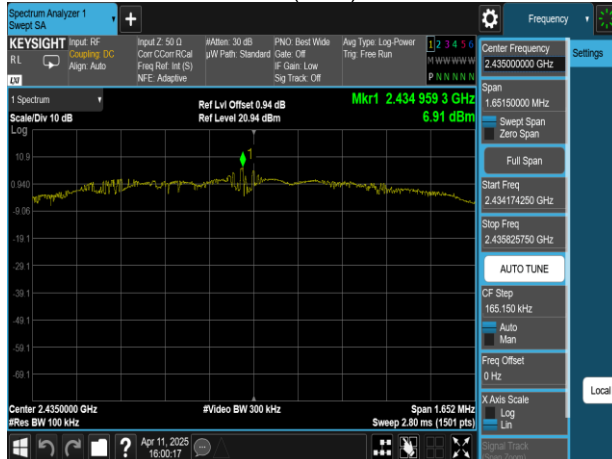 Spectrum Analyzer 1
Swept SA
+
Frequency
KEYSIGHT
RL
LXI
Input: RF
Coupling: DC
Align: Auto
Input Z: 50 Ω
Corr CCorr RCal
Freq Ref: Int (S)
NFE: Adaptive
#Atten: 30 dB
µW Path: Standard
PNO: Best Wide
Gate: Off
IF Gain: Low
Sig Track: Off
Avg Type: Log-Power
Trig: Free Run
1 2 3 4 5 6
M W W W W W
P N N N N N
1 Spectrum
Scale/Div 10 dB
Ref Lvl Offset 0.94 dB
Ref Level 20.94 dBm
Mkr1 2.434 959 3 GHz
6.91 dBm
Log
10.9
0.940
-9.06
-19.1
-29.1
-39.1
-49.1
-59.1
-69.1
1
Center 2.4350000 GHz
#Res BW 100 kHz
#Video BW 300 kHz
Span 1.652 MHz
Sweep 2.80 ms (1501 pts)
Center Frequency
2.435000000 GHz
Span
1.65150000 MHz
Swept Span
Zero Span
Full Span
Start Freq
2.434174250 GHz
Stop Freq
2.435825750 GHz
AUTO TUNE
CF Step
165.150 kHz
Auto
Man
Freq Offset
0 Hz
X Axis Scale
Log
Lin
Signal Track
(Span Zoom)
Settings
Local
?
Apr 11, 2025
16:00:17